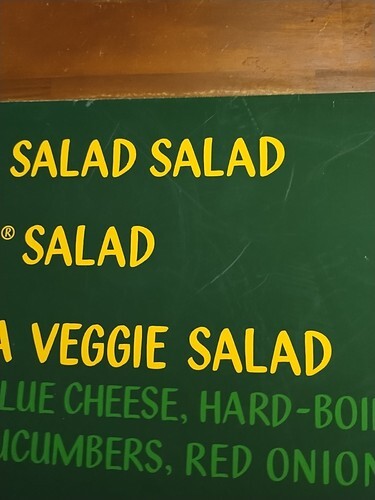 SALAD SALAD
® SALAD
A VEGGIE SALAD
LUE CHEESE, HARD-BOI
UCUMBERS, RED ONION